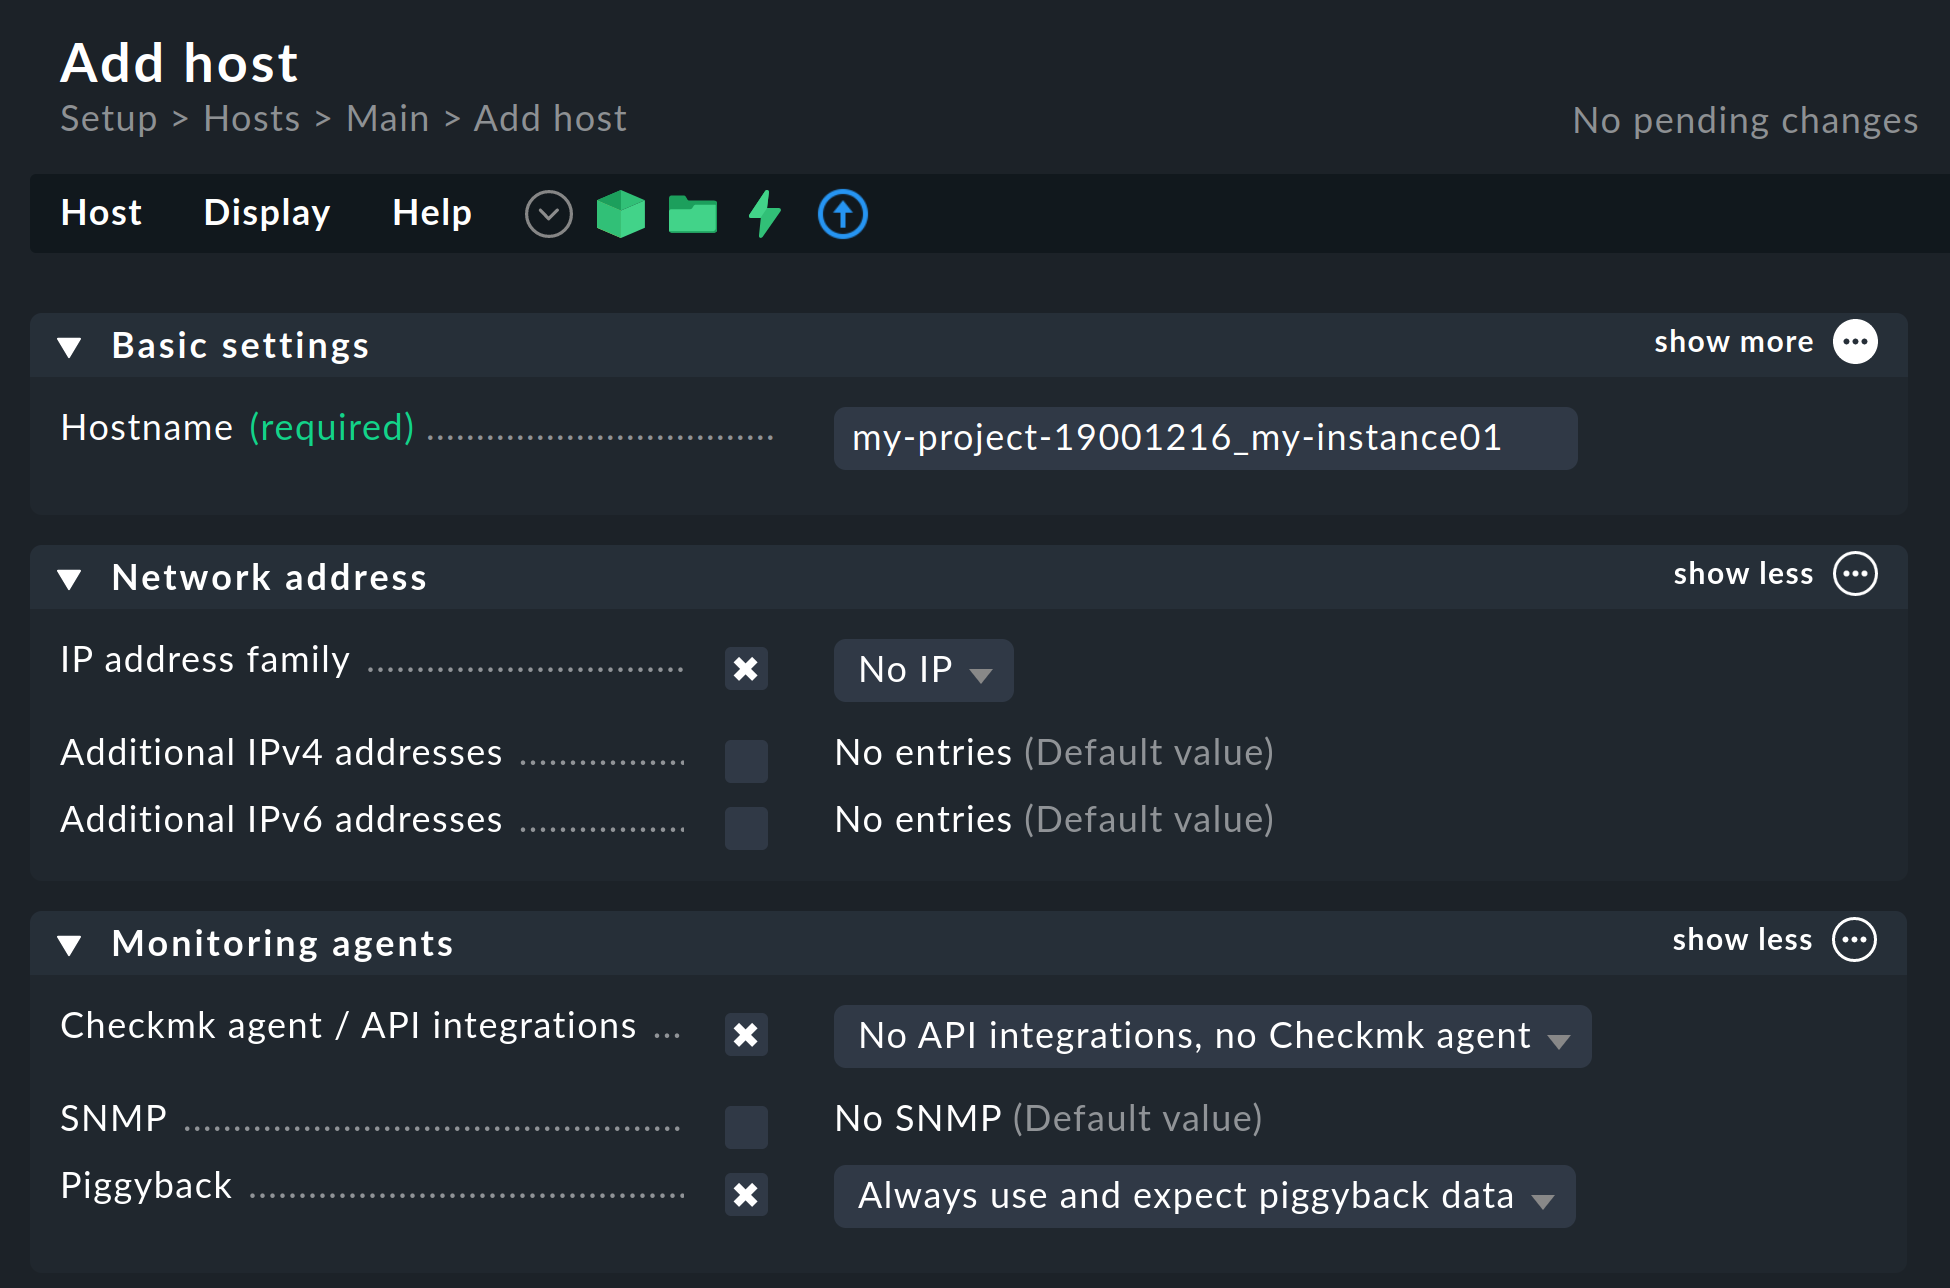 Add host
Setup > Hosts > Main > Add host
No pending changes
Host Display Help
Basic settings show more
Hostname (required) my-project-19001216_my-instance01
Network address show less
IP address family No IP
Additional IPv4 addresses No entries (Default value)
Additional IPv6 addresses No entries (Default value)
Monitoring agents show less
Checkmk agent / API integrations No API integrations, no Checkmk agent
SNMP No SNMP (Default value)
Piggyback Always use and expect piggyback data